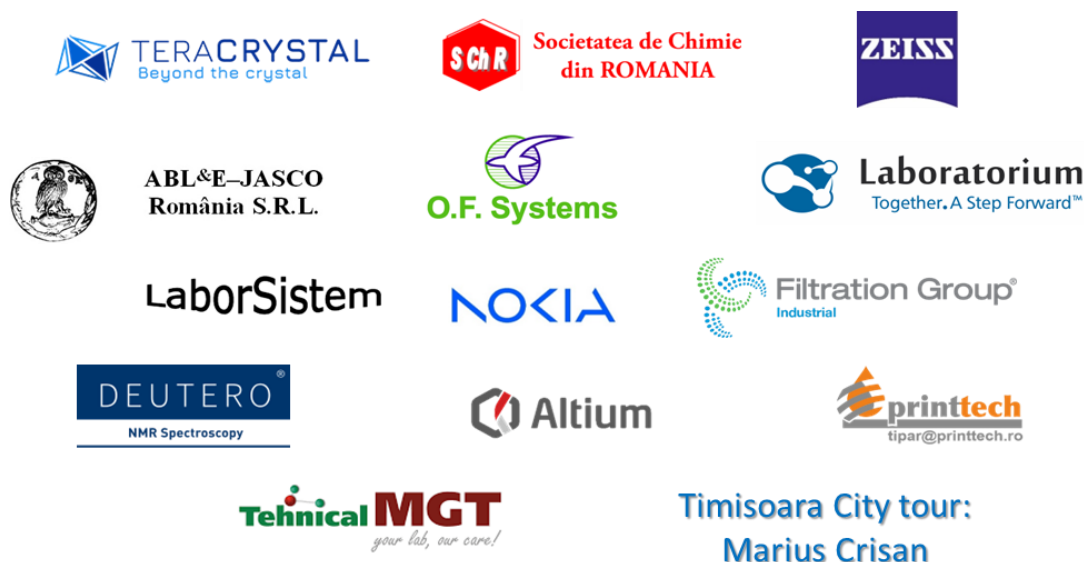 TERACRYSTAL
Beyond the crystal
S Ch R
Societatea de Chimie
din ROMANIA
ZEISS
ABL&E–JASCO
România S.R.L.
O.F. Systems
Laboratorium
Together. A Step Forward™
LaborSistem
NOKIA
Filtration Group®
Industrial
DEUTERO®
NMR Spectroscopy
Altium
printtech
tipar@printtech.ro
Tehnical MGT
your lab, our care!
Timisoara City tour:
Marius Crisan